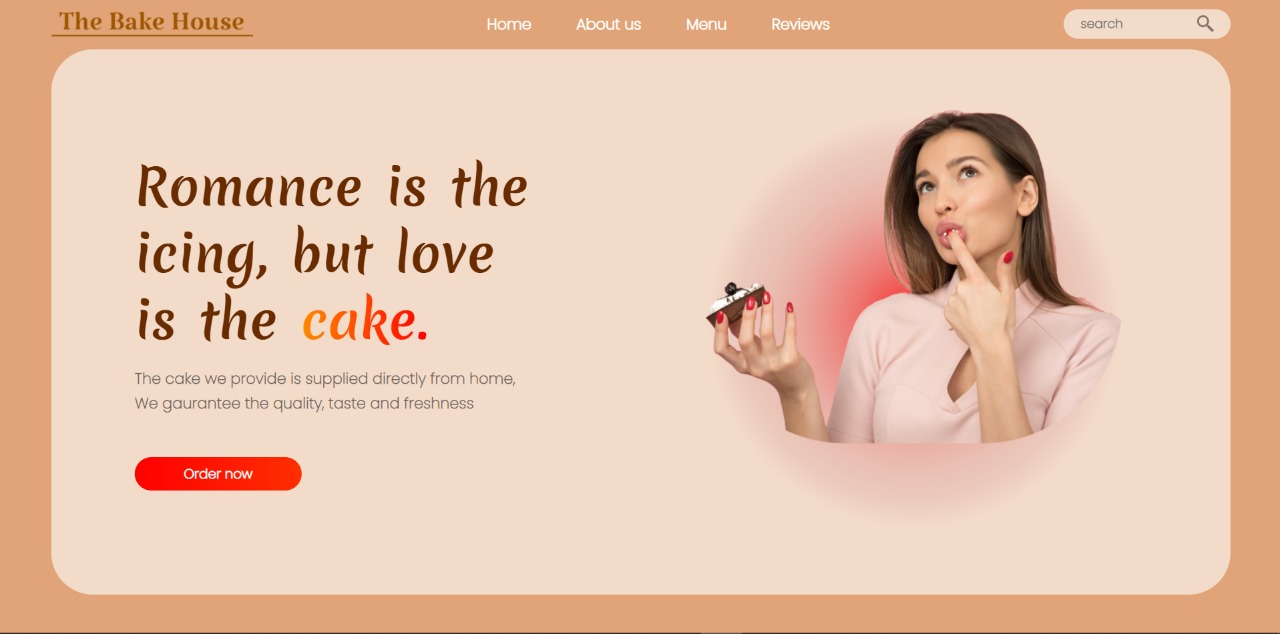 The Bake House
Home
About us
Menu
Reviews
search
Romance is the
icing, but love
is the cake.
The cake we provide is supplied directly from home,
We gaurantee the quality, taste and freshness
Order now